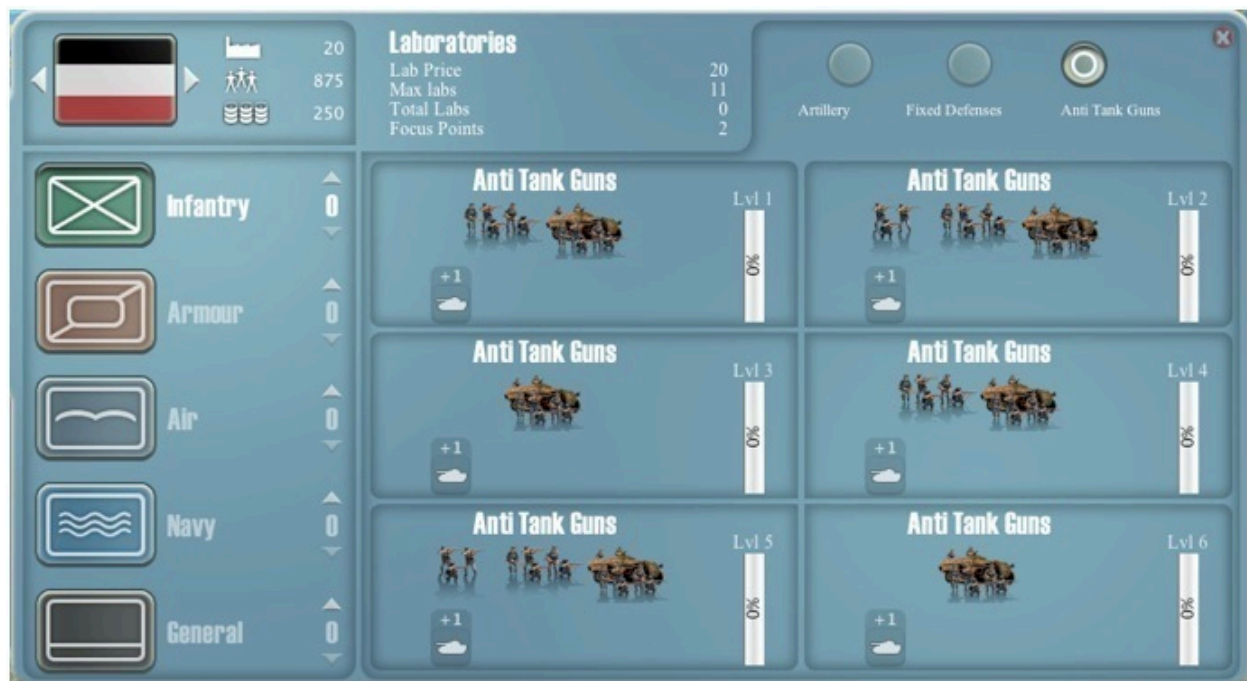 20
875
250
Laboratories
Lab Price 20
Max labs 11
Total Labs 0
Focus Points 2
Artillery Fixed Defenses Anti Tank Guns
Infantry 0
Armour 0
Air 0
Navy 0
General 0
Anti Tank Guns
Lvl 1
0%
+1
Anti Tank Guns
Lvl 2
0%
+1
Anti Tank Guns
Lvl 3
0%
+1
Anti Tank Guns
Lvl 4
0%
+1
Anti Tank Guns
Lvl 5
0%
+1
Anti Tank Guns
Lvl 6
0%
+1